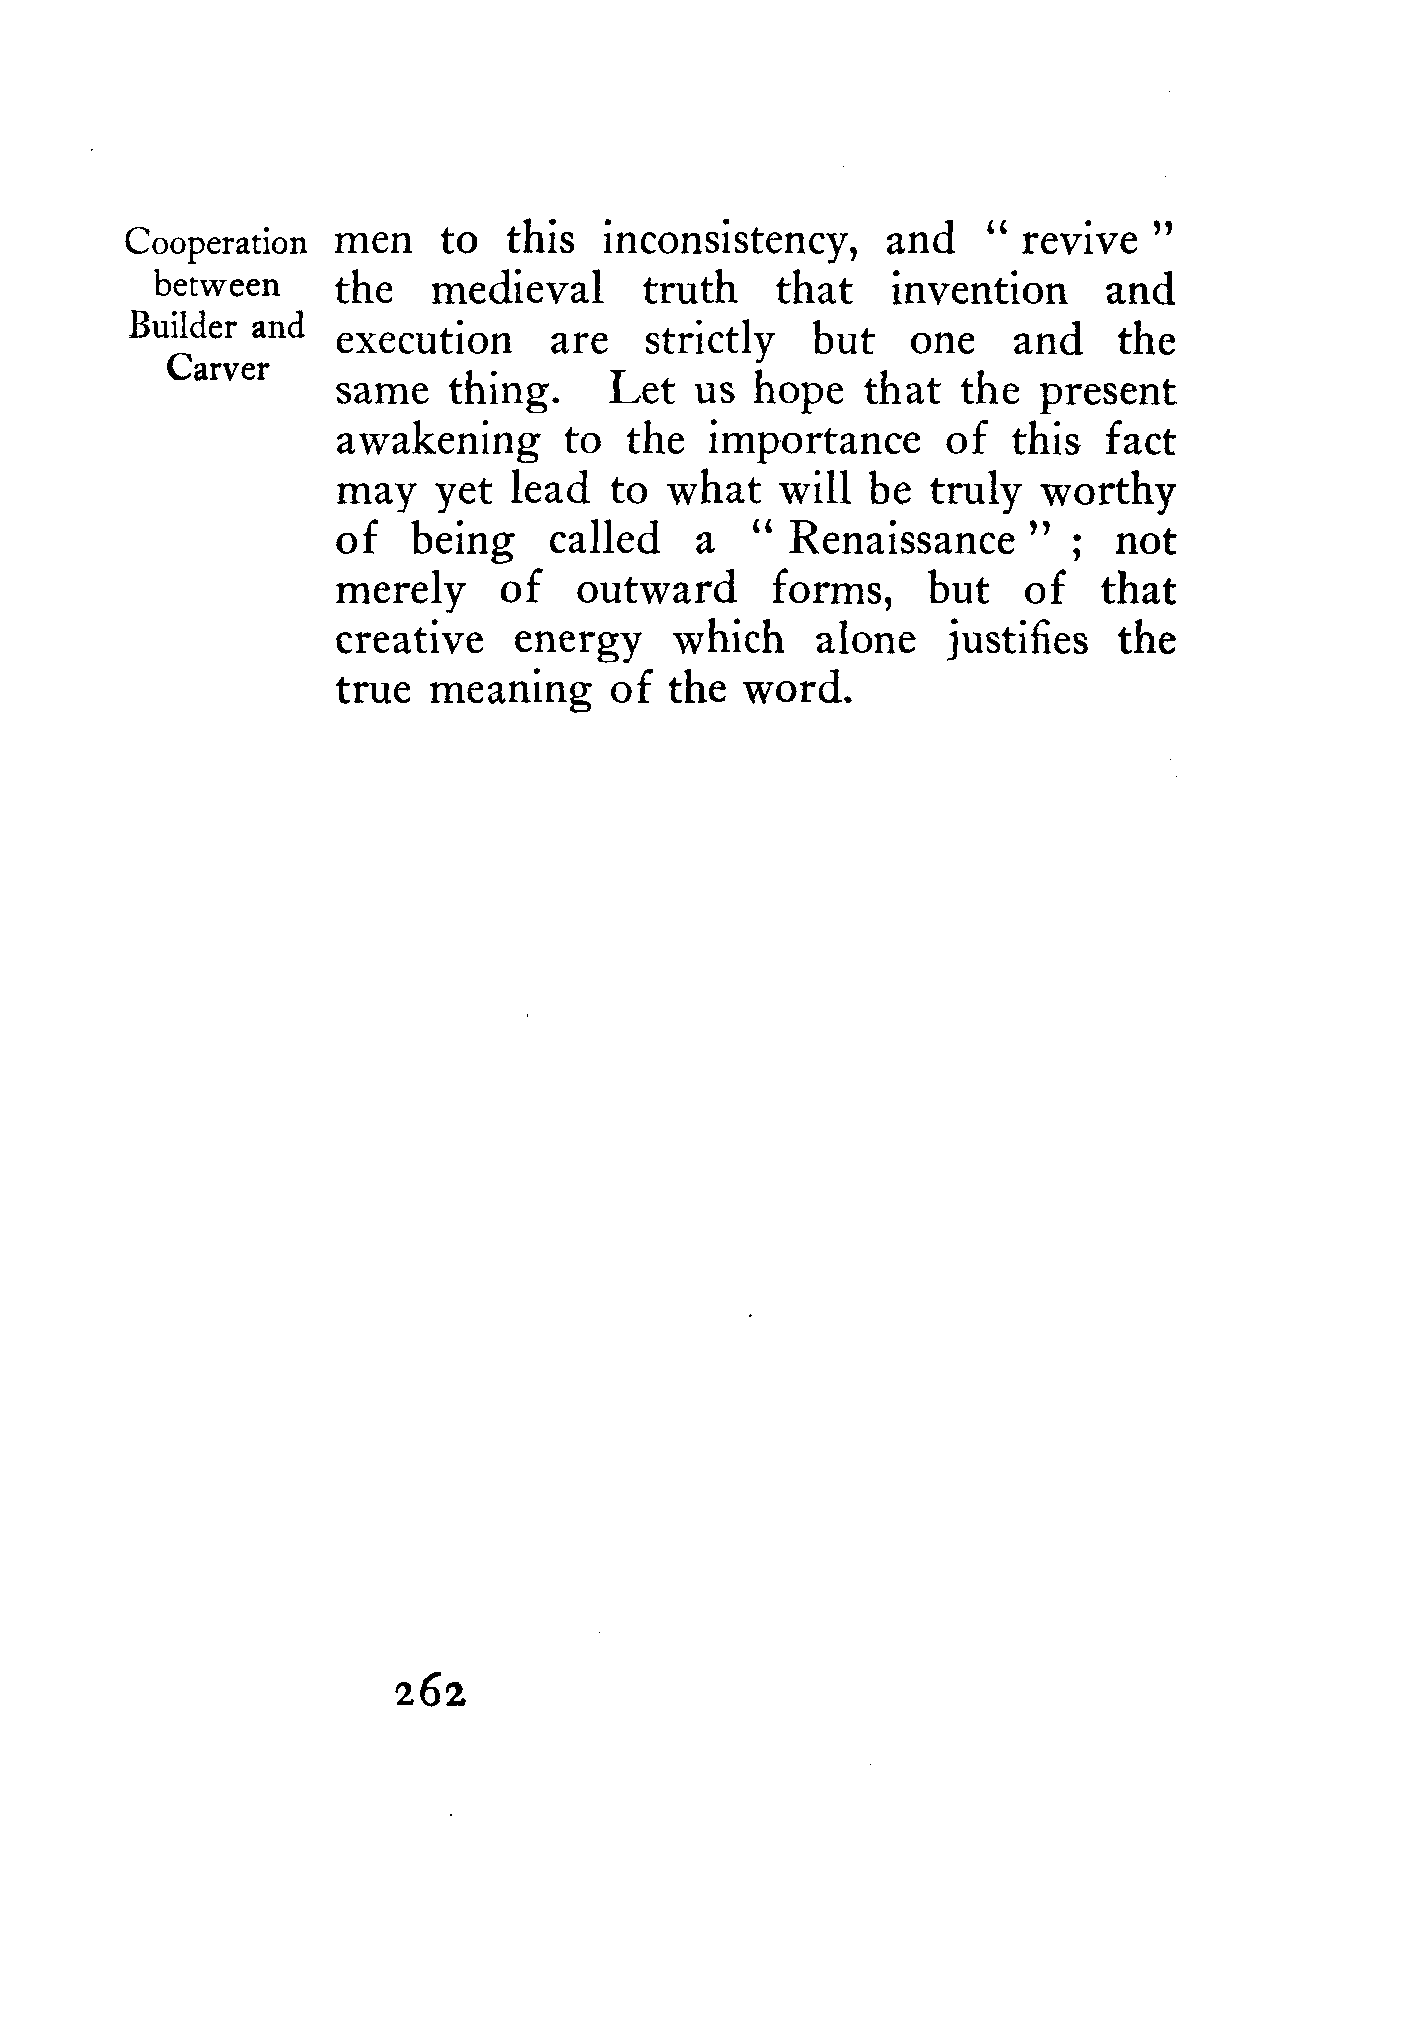 Cooperation
between
Builder and
Carver
men to this inconsistency, and “ revive ”
the medieval truth that invention and
execution are strictly but one and the
same thing. Let us hope that the present
awakening to the importance of this fact
may yet lead to what will be truly worthy
of being called a “ Renaissance ” ; not
merely of outward forms, but of that
creative energy which alone justifies the
true meaning of the word.
262